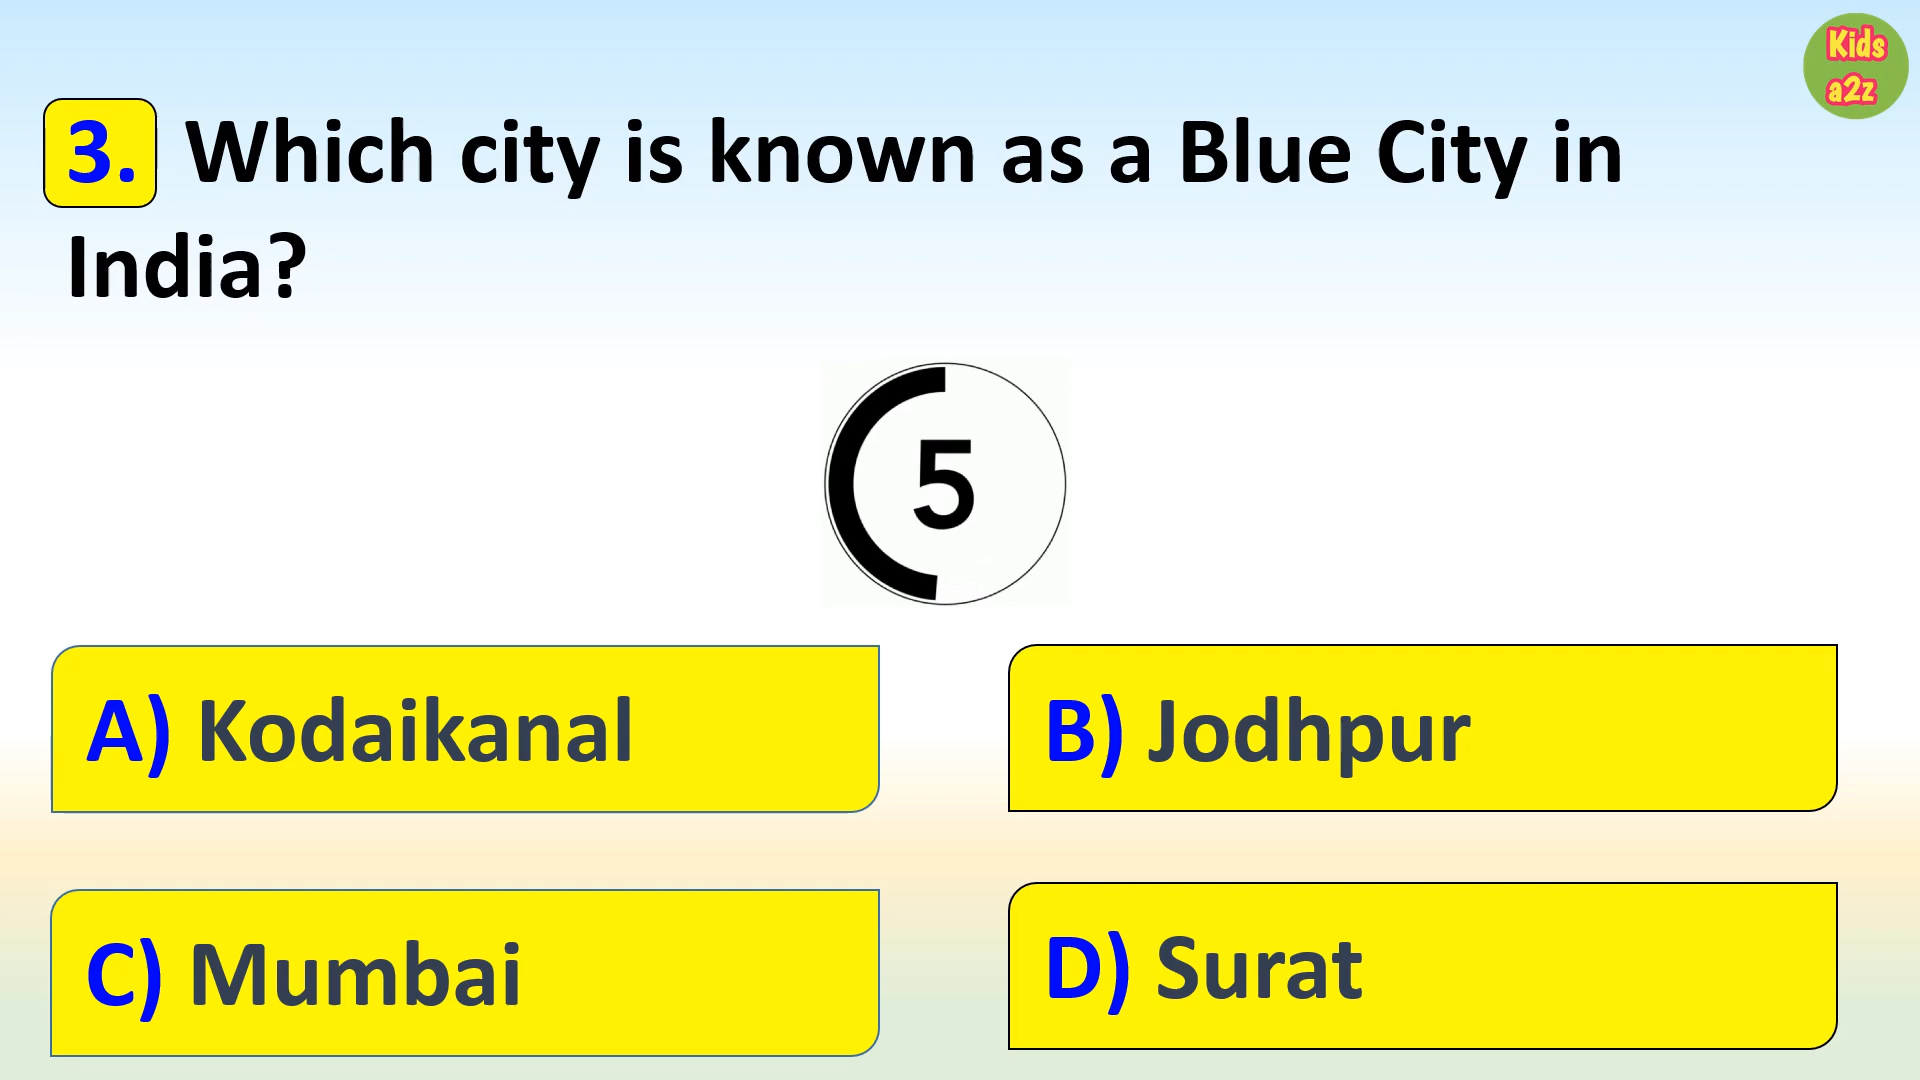 Kids
a2z
3. Which city is known as a Blue City in
India?
5
A) Kodaikanal
B) Jodhpur
C) Mumbai
D) Surat